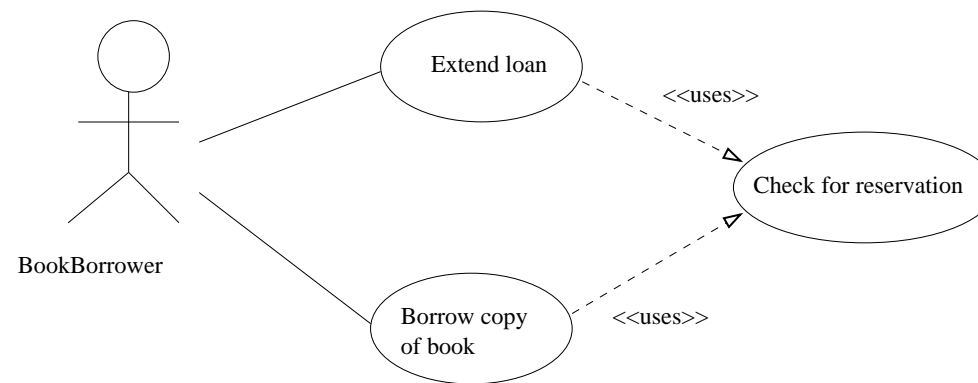 Extend loan
<<uses>>
Check for reservation
BookBorrower
Borrow copy
of book
<<uses>>